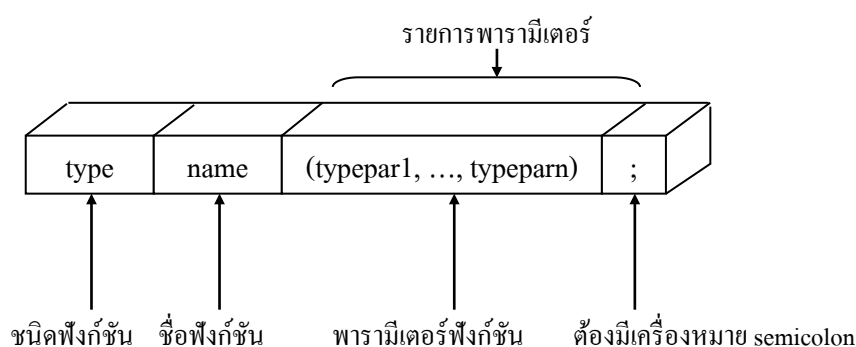 รายการพารามิเตอร์
type name (typepar1, …, typeparn) ;
ชนิดฟังก์ชัน ชื่อฟังก์ชัน พารามิเตอร์ฟังก์ชัน ต้องมีเครื่องหมาย semicolon